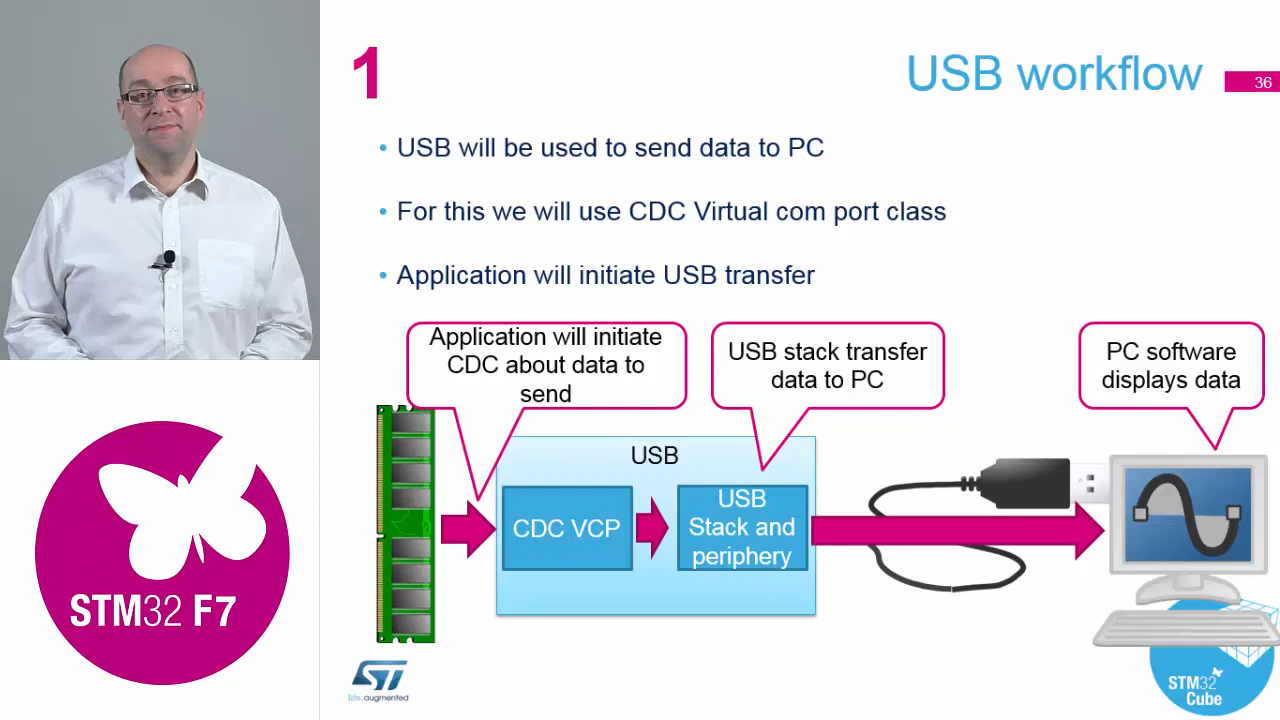 1
USB workflow
36
• USB will be used to send data to PC
• For this we will use CDC Virtual com port class
• Application will initiate USB transfer
Application will initiate
CDC about data to
send
USB stack transfer
data to PC
PC software
displays data
USB
CDC VCP
USB
Stack and
periphery
STM32 F7
ST
life.augmented
STM32
Cube